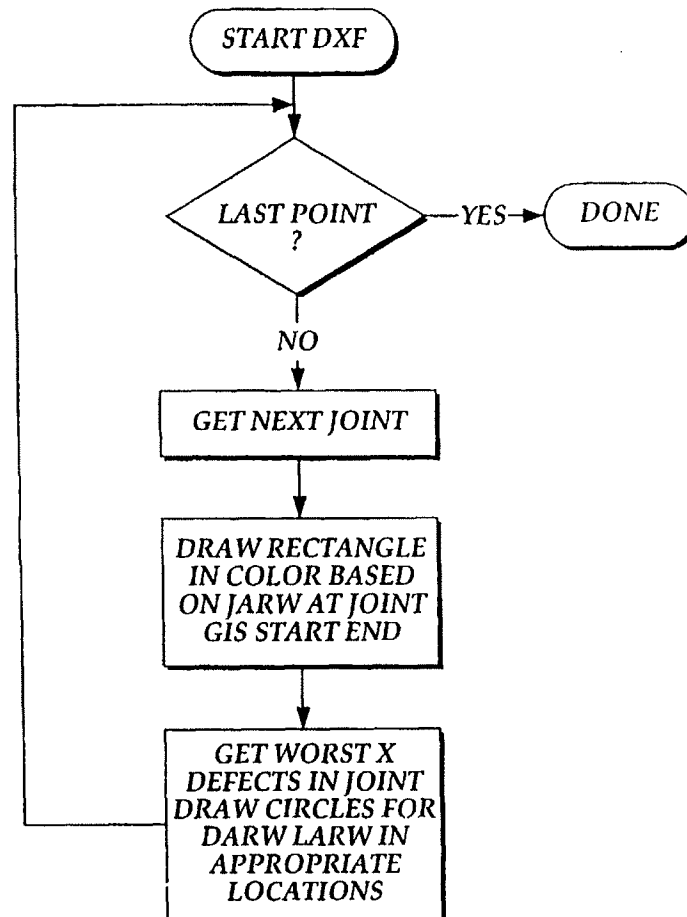 START DXF
LAST POINT
?
YES
DONE
NO
GET NEXT JOINT
DRAW RECTANGLE
IN COLOR BASED
ON JARW AT JOINT
GIS START END
GET WORST X
DEFECTS IN JOINT
DRAW CIRCLES FOR
DARW LARW IN
APPROPRIATE
LOCATIONS